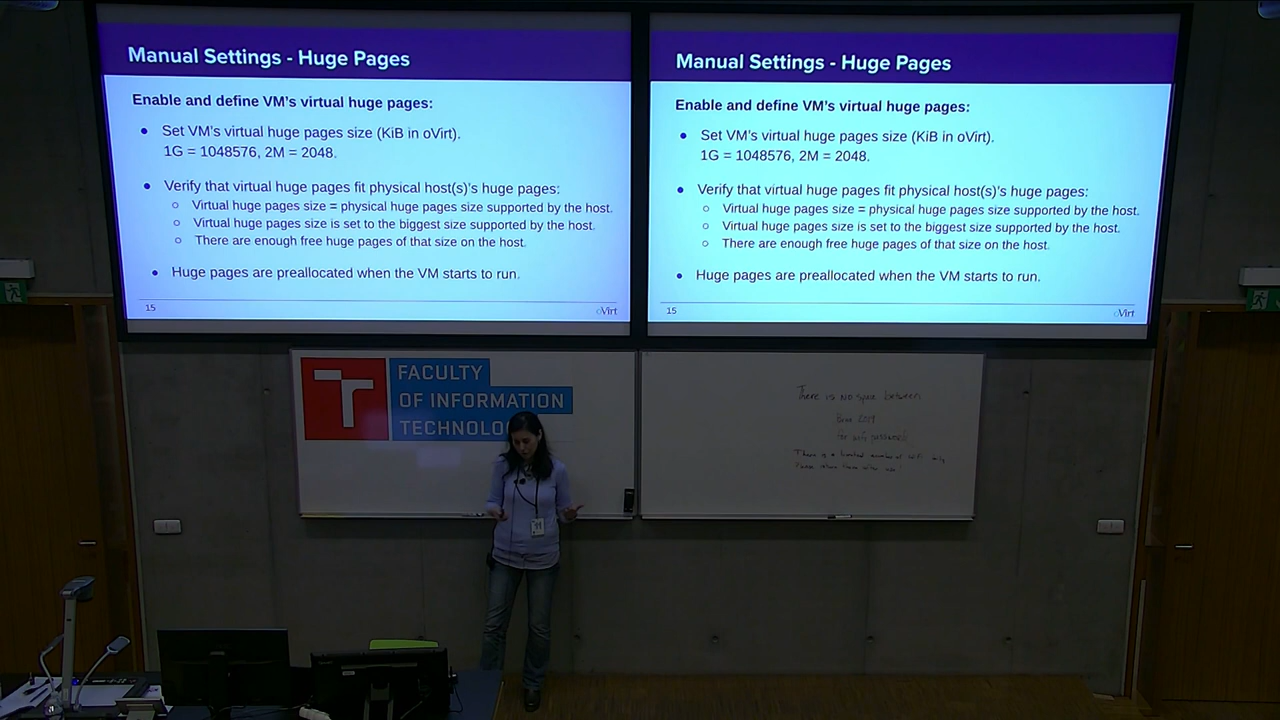 Manual Settings - Huge Pages
Enable and define VM's virtual huge pages:
● Set VM's virtual huge pages size (KiB in oVirt).
1G = 1048576, 2M = 2048.
● Verify that virtual huge pages fit physical host(s)'s huge pages:
○ Virtual huge pages size = physical huge pages size supported by the host.
○ Virtual huge pages size is set to the biggest size supported by the host.
○ There are enough free huge pages of that size on the host.
● Huge pages are preallocated when the VM starts to run.
15
oVirt
Manual Settings - Huge Pages
Enable and define VM's virtual huge pages:
● Set VM's virtual huge pages size (KiB in oVirt).
1G = 1048576, 2M = 2048.
● Verify that virtual huge pages fit physical host(s)'s huge pages:
○ Virtual huge pages size = physical huge pages size supported by the host.
○ Virtual huge pages size is set to the biggest size supported by the host.
○ There are enough free huge pages of that size on the host.
● Huge pages are preallocated when the VM starts to run.
15
oVirt
FACULTY
OF INFORMATION
There is no space between
for wifi
There is a limited number of wifi